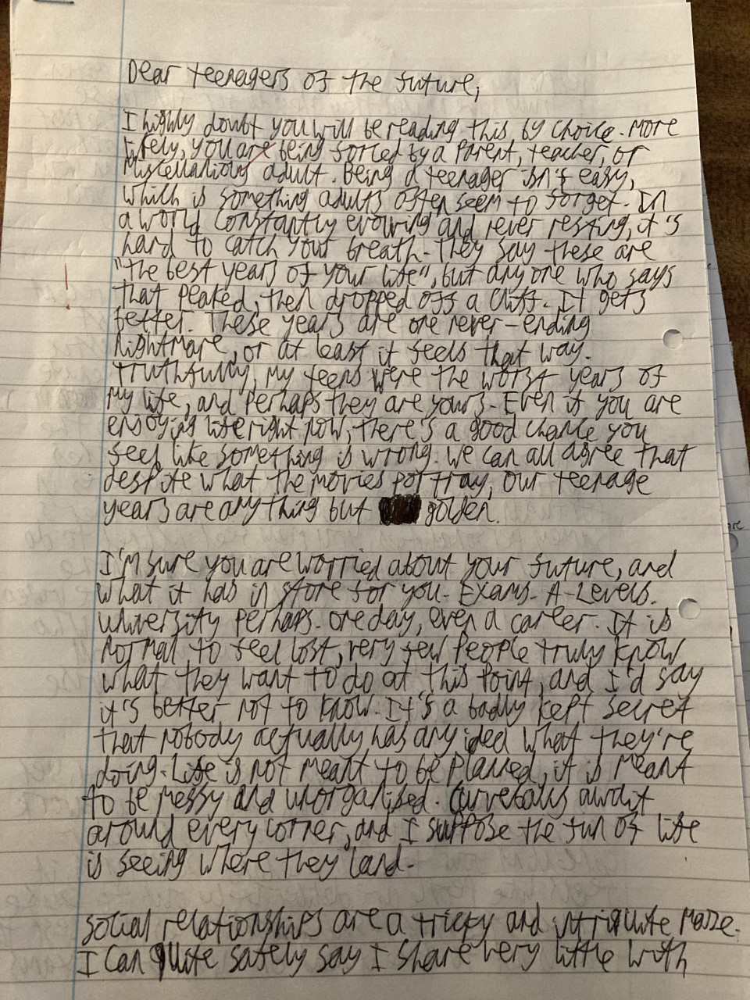 Dear teenagers of the future,
I highly doubt you will be reading this by choice. More
likely, you are being forced by a parent, teacher, or
Miscellanious adult. Being a teenager isn't easy,
which is something adults often seem to forget. In
a world constantly evolving and never resting, it's
hard to catch your breath. They say these are
"the best years of your life", but anyone who says
that peaked, then dropped off a cliff. It gets
better. These years are one never-ending
nightmare, or at least it feels that way.
Truthfully, my teens were the worst years of
my life, and perhaps they are yours. Even if you are
enjoying life right now, there's a good chance you
feel like something is wrong. We can all agree that
despite what the movies portray, our teenage
years are anything but golden.
I'm sure you are worried about your future, and
what it has in store for you. Exams. A-Levels.
University perhaps. One day, even a career. It is
normal to feel lost, very few people truly know
what they want to do at this point, and I'd say
it's better not to know. It's a badly kept secret
that nobody actually has any idea what they're
doing. Life is not meant to be planned, it is meant
to be messy and unorganised. Curveballs await
around every corner, and I suppose the fun of life
is seeing where they land.
Social relationships are a tricky and intriquite maze.
I can quite safely say I share very little with